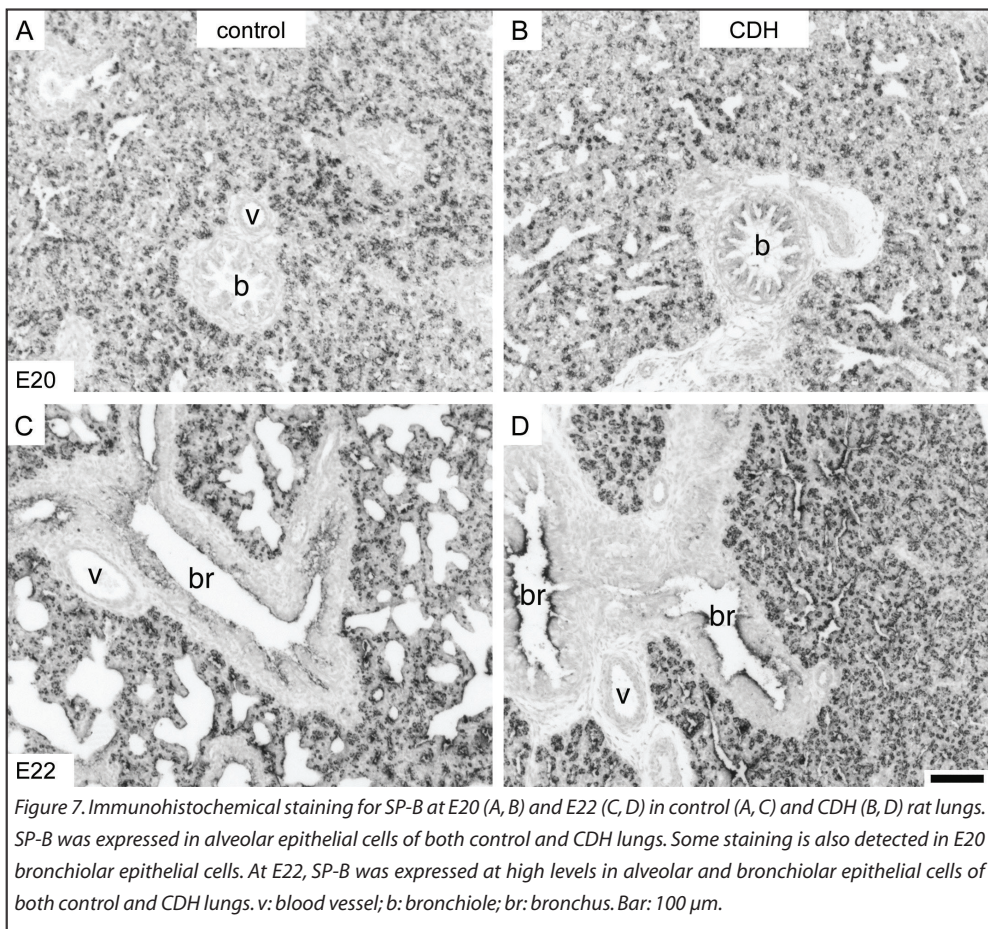 A
control
B
CDH
v
b
b
E20
C
D
v
br
br
br
v
E22
Figure 7. Immunohistochemical staining for SP-B at E20 (A, B) and E22 (C, D) in control (A, C) and CDH (B, D) rat lungs.
SP-B was expressed in alveolar epithelial cells of both control and CDH lungs. Some staining is also detected in E20
bronchiolar epithelial cells. At E22, SP-B was expressed at high levels in alveolar and bronchiolar epithelial cells of
both control and CDH lungs. v: blood vessel; b: bronchiole; br: bronchus. Bar: 100 µm.